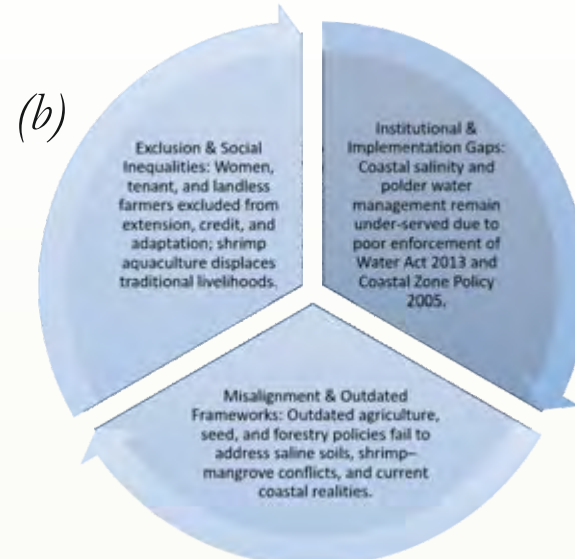 (b)
Exclusion & Social
Inequalities: Women,
tenant, and landless
farmers excluded from
extension, credit, and
adaptation; shrimp
aquaculture displaces
traditional livelihoods.
Institutional &
Implementation Gaps:
Coastal salinity and
polder water
management remain
under-served due to
poor enforcement of
Water Act 2013 and
Coastal Zone Policy
2005.
Misalignment & Outdated
Frameworks: Outdated agriculture,
seed, and forestry policies fail to
address saline soils, shrimp–
mangrove conflicts, and current
coastal realities.